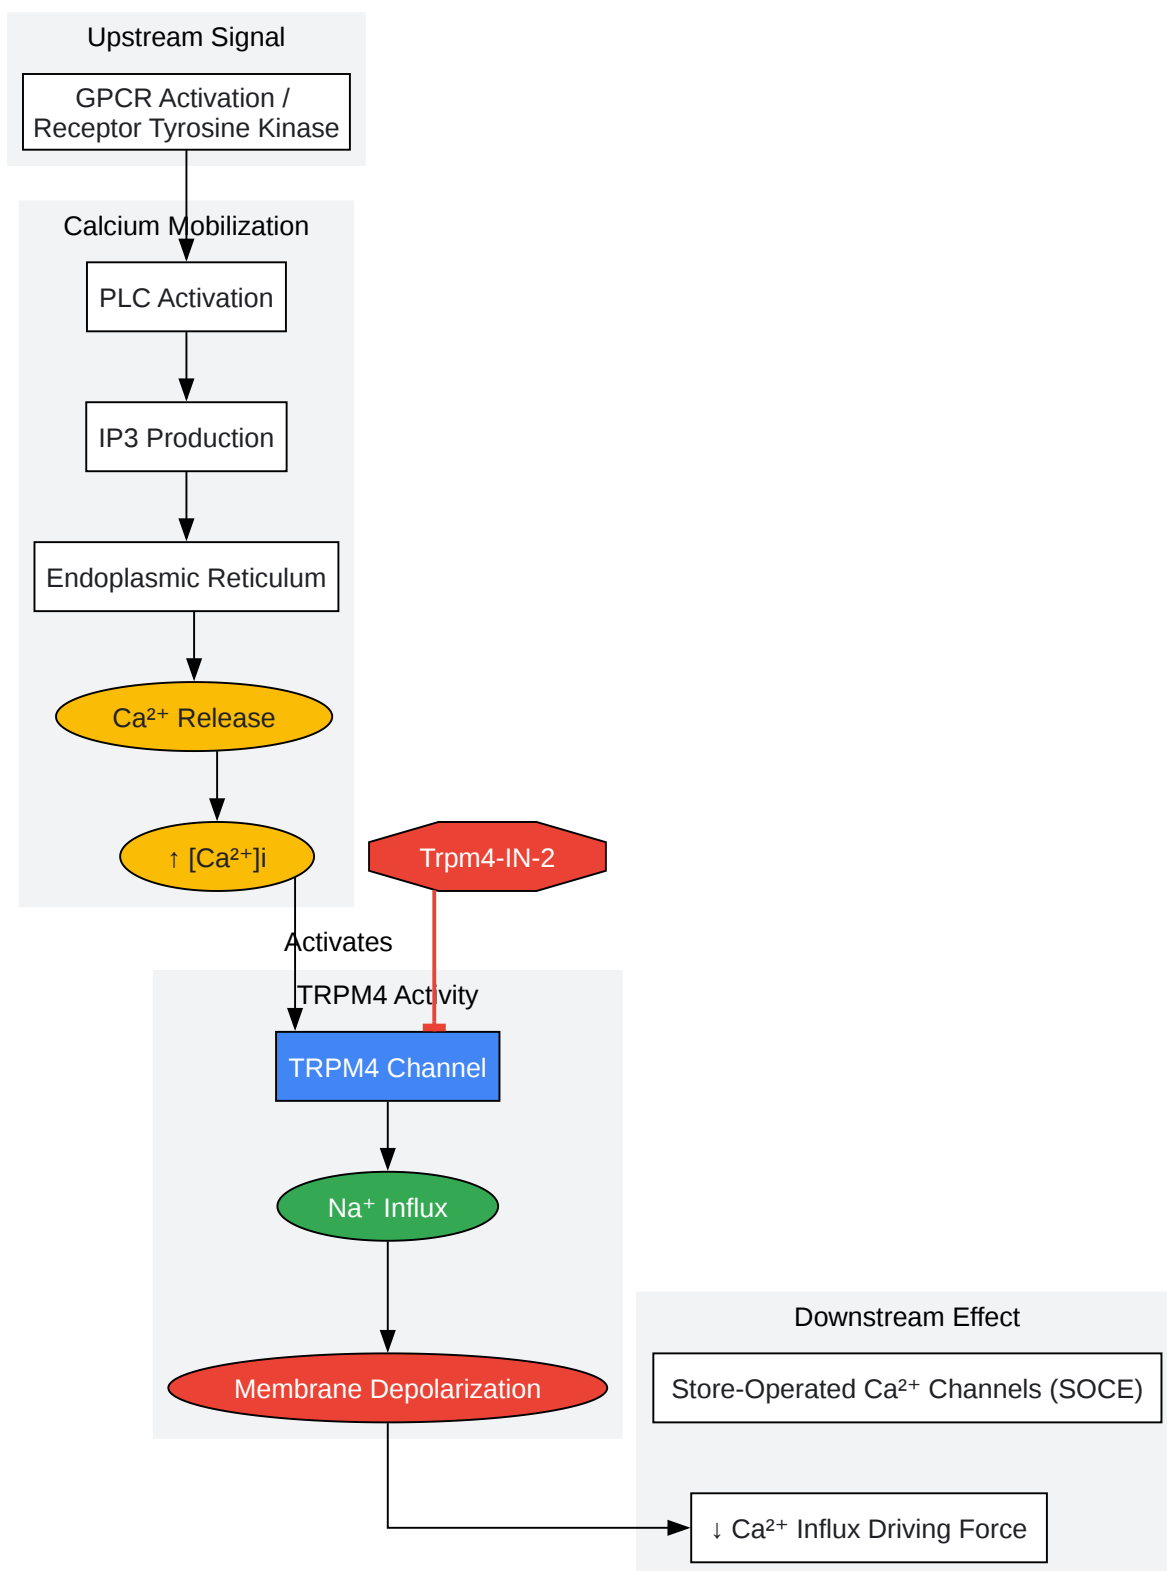 Upstream Signal
GPCR Activation /
Receptor Tyrosine Kinase
Calcium Mobilization
PLC Activation
IP3 Production
Endoplasmic Reticulum
Ca²⁺ Release
↑ [Ca²⁺]i
Trpm4-IN-2
Activates
TRPM4 Activity
TRPM4 Channel
Na⁺ Influx
Membrane Depolarization
Downstream Effect
Store-Operated Ca²⁺ Channels (SOCE)
↓ Ca²⁺ Influx Driving Force